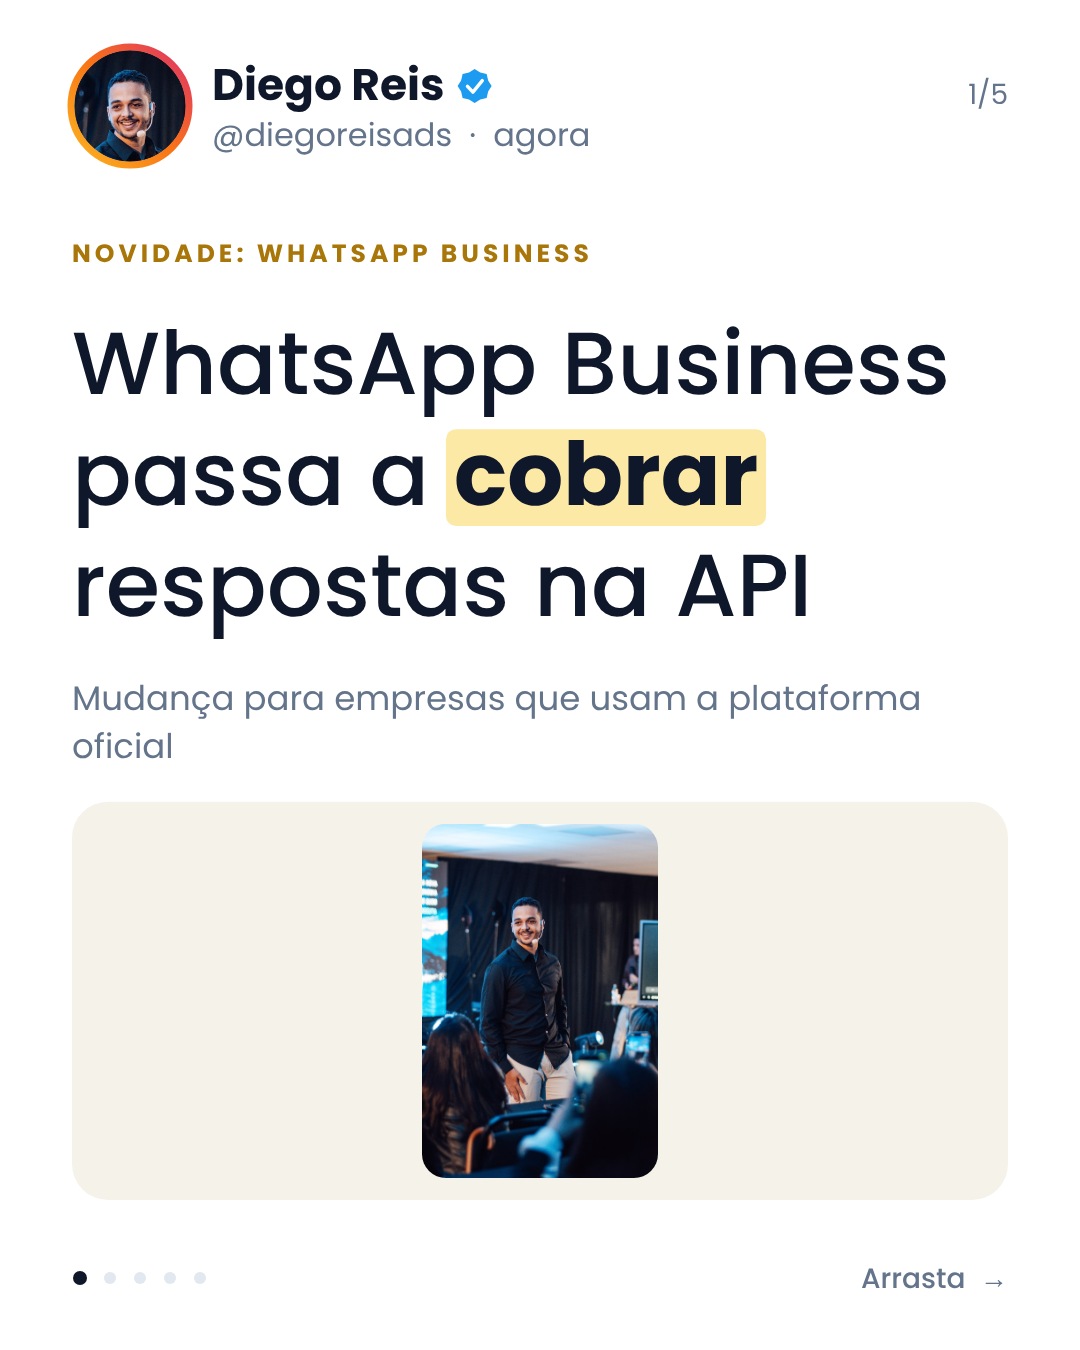 Diego Reis
1/5
@diegoreisads · agora
NOVIDADE: WHATSAPP BUSINESS
WhatsApp Business
passa a cobrar
respostas na API
Mudança para empresas que usam a plataforma
oficial
Arrasta →